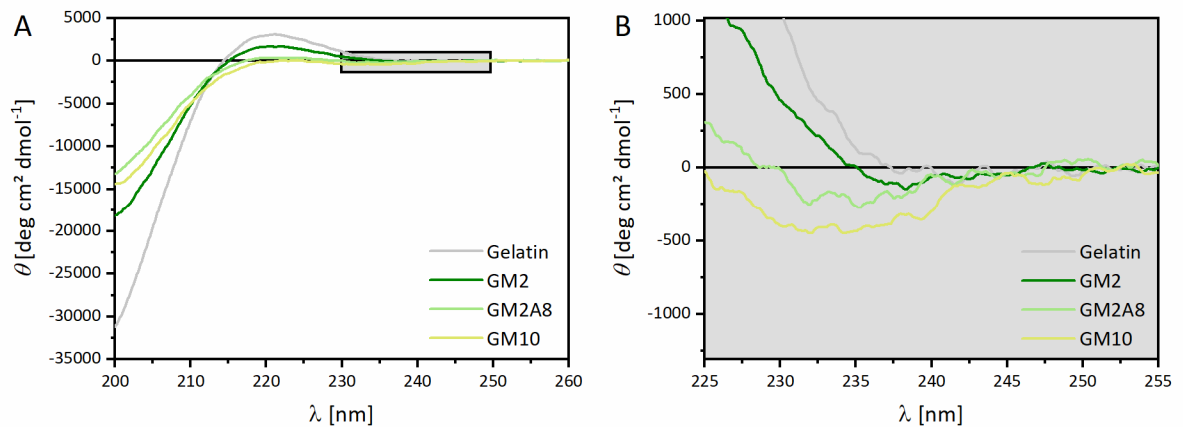 A
5000
0
-5000
-10000
-15000
-20000
-25000
-30000
-35000
θ [deg cm² dmol⁻¹]
200 210 220 230 240 250 260
λ [nm]
Gelatin
GM2
GM2A8
GM10
B
1000
500
0
-500
-1000
θ [deg cm² dmol⁻¹]
225 230 235 240 245 250 255
λ [nm]
Gelatin
GM2
GM2A8
GM10